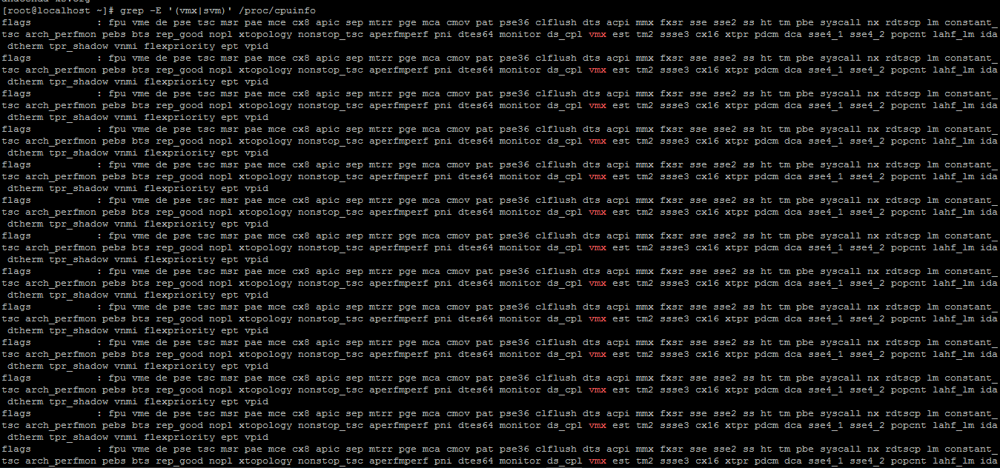 [root@localhost ~]# grep -E '(vmx|svm)' /proc/cpuinfo
flags : fpu vme de pse tsc msr pae mce cx8 apic sep mtrr pge mca cmov pat pse36 clflush dts acpi mmx fxsr sse sse2 ss ht tm pbe syscall nx rdtscp lm constant_
tsc arch_perfmon pebs bts rep_good nopl xtopology nonstop_tsc aperfmperf pni dtes64 monitor ds_cpl vmx est tm2 ssse3 cx16 xtpr pdcm dca sse4_1 sse4_2 popcnt lahf_lm ida
dtherm tpr_shadow vnmi flexpriority ept vpid
flags : fpu vme de pse tsc msr pae mce cx8 apic sep mtrr pge mca cmov pat pse36 clflush dts acpi mmx fxsr sse sse2 ss ht tm pbe syscall nx rdtscp lm constant_
tsc arch_perfmon pebs bts rep_good nopl xtopology nonstop_tsc aperfmperf pni dtes64 monitor ds_cpl vmx est tm2 ssse3 cx16 xtpr pdcm dca sse4_1 sse4_2 popcnt lahf_lm ida
dtherm tpr_shadow vnmi flexpriority ept vpid
flags : fpu vme de pse tsc msr pae mce cx8 apic sep mtrr pge mca cmov pat pse36 clflush dts acpi mmx fxsr sse sse2 ss ht tm pbe syscall nx rdtscp lm constant_
tsc arch_perfmon pebs bts rep_good nopl xtopology nonstop_tsc aperfmperf pni dtes64 monitor ds_cpl vmx est tm2 ssse3 cx16 xtpr pdcm dca sse4_1 sse4_2 popcnt lahf_lm ida
dtherm tpr_shadow vnmi flexpriority ept vpid
flags : fpu vme de pse tsc msr pae mce cx8 apic sep mtrr pge mca cmov pat pse36 clflush dts acpi mmx fxsr sse sse2 ss ht tm pbe syscall nx rdtscp lm constant_
tsc arch_perfmon pebs bts rep_good nopl xtopology nonstop_tsc aperfmperf pni dtes64 monitor ds_cpl vmx est tm2 ssse3 cx16 xtpr pdcm dca sse4_1 sse4_2 popcnt lahf_lm ida
dtherm tpr_shadow vnmi flexpriority ept vpid
flags : fpu vme de pse tsc msr pae mce cx8 apic sep mtrr pge mca cmov pat pse36 clflush dts acpi mmx fxsr sse sse2 ss ht tm pbe syscall nx rdtscp lm constant_
tsc arch_perfmon pebs bts rep_good nopl xtopology nonstop_tsc aperfmperf pni dtes64 monitor ds_cpl vmx est tm2 ssse3 cx16 xtpr pdcm dca sse4_1 sse4_2 popcnt lahf_lm ida
dtherm tpr_shadow vnmi flexpriority ept vpid
flags : fpu vme de pse tsc msr pae mce cx8 apic sep mtrr pge mca cmov pat pse36 clflush dts acpi mmx fxsr sse sse2 ss ht tm pbe syscall nx rdtscp lm constant_
tsc arch_perfmon pebs bts rep_good nopl xtopology nonstop_tsc aperfmperf pni dtes64 monitor ds_cpl vmx est tm2 ssse3 cx16 xtpr pdcm dca sse4_1 sse4_2 popcnt lahf_lm ida
dtherm tpr_shadow vnmi flexpriority ept vpid
flags : fpu vme de pse tsc msr pae mce cx8 apic sep mtrr pge mca cmov pat pse36 clflush dts acpi mmx fxsr sse sse2 ss ht tm pbe syscall nx rdtscp lm constant_
tsc arch_perfmon pebs bts rep_good nopl xtopology nonstop_tsc aperfmperf pni dtes64 monitor ds_cpl vmx est tm2 ssse3 cx16 xtpr pdcm dca sse4_1 sse4_2 popcnt lahf_lm ida
dtherm tpr_shadow vnmi flexpriority ept vpid
flags : fpu vme de pse tsc msr pae mce cx8 apic sep mtrr pge mca cmov pat pse36 clflush dts acpi mmx fxsr sse sse2 ss ht tm pbe syscall nx rdtscp lm constant_
tsc arch_perfmon pebs bts rep_good nopl xtopology nonstop_tsc aperfmperf pni dtes64 monitor ds_cpl vmx est tm2 ssse3 cx16 xtpr pdcm dca sse4_1 sse4_2 popcnt lahf_lm ida
dtherm tpr_shadow vnmi flexpriority ept vpid
flags : fpu vme de pse tsc msr pae mce cx8 apic sep mtrr pge mca cmov pat pse36 clflush dts acpi mmx fxsr sse sse2 ss ht tm pbe syscall nx rdtscp lm constant_
tsc arch_perfmon pebs bts rep_good nopl xtopology nonstop_tsc aperfmperf pni dtes64 monitor ds_cpl vmx est tm2 ssse3 cx16 xtpr pdcm dca sse4_1 sse4_2 popcnt lahf_lm ida
dtherm tpr_shadow vnmi flexpriority ept vpid
flags : fpu vme de pse tsc msr pae mce cx8 apic sep mtrr pge mca cmov pat pse36 clflush dts acpi mmx fxsr sse sse2 ss ht tm pbe syscall nx rdtscp lm constant_
tsc arch_perfmon pebs bts rep_good nopl xtopology nonstop_tsc aperfmperf pni dtes64 monitor ds_cpl vmx est tm2 ssse3 cx16 xtpr pdcm dca sse4_1 sse4_2 popcnt lahf_lm ida
dtherm tpr_shadow vnmi flexpriority ept vpid
flags : fpu vme de pse tsc msr pae mce cx8 apic sep mtrr pge mca cmov pat pse36 clflush dts acpi mmx fxsr sse sse2 ss ht tm pbe syscall nx rdtscp lm constant_
tsc arch_perfmon pebs bts rep_good nopl xtopology nonstop_tsc aperfmperf pni dtes64 monitor ds_cpl vmx est tm2 ssse3 cx16 xtpr pdcm dca sse4_1 sse4_2 popcnt lahf_lm ida
dtherm tpr_shadow vnmi flexpriority ept vpid
flags : fpu vme de pse tsc msr pae mce cx8 apic sep mtrr pge mca cmov pat pse36 clflush dts acpi mmx fxsr sse sse2 ss ht tm pbe syscall nx rdtscp lm constant_
tsc arch_perfmon pebs bts rep_good nopl xtopology nonstop_tsc aperfmperf pni dtes64 monitor ds_cpl vmx est tm2 ssse3 cx16 xtpr pdcm dca sse4_1 sse4_2 popcnt lahf_lm ida
dtherm tpr_shadow vnmi flexpriority ept vpid
flags : fpu vme de pse tsc msr pae mce cx8 apic sep mtrr pge mca cmov pat pse36 clflush dts acpi mmx fxsr sse sse2 ss ht tm pbe syscall nx rdtscp lm constant_
tsc arch_perfmon pebs bts rep_good nopl xtopology nonstop_tsc aperfmperf pni dtes64 monitor ds_cpl vmx est tm2 ssse3 cx16 xtpr pdcm dca sse4_1 sse4_2 popcnt lahf_lm ida